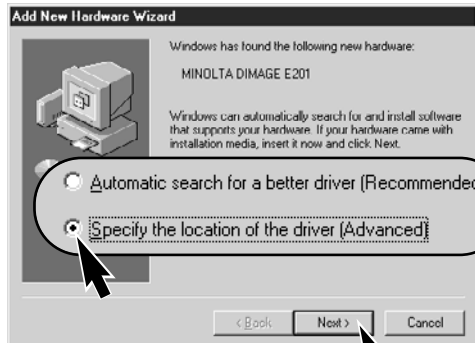 Add New Hardware Wizard
Windows has found the following new hardware:
MINOLTA DIMAGE E201
Windows can automatically search for and install software
that supports your hardware. If your hardware came with
installation media, insert it now and click Next.
Automatic search for a better driver (Recommended
Specify the location of the driver (Advanced)
< Back
Next >
Cancel